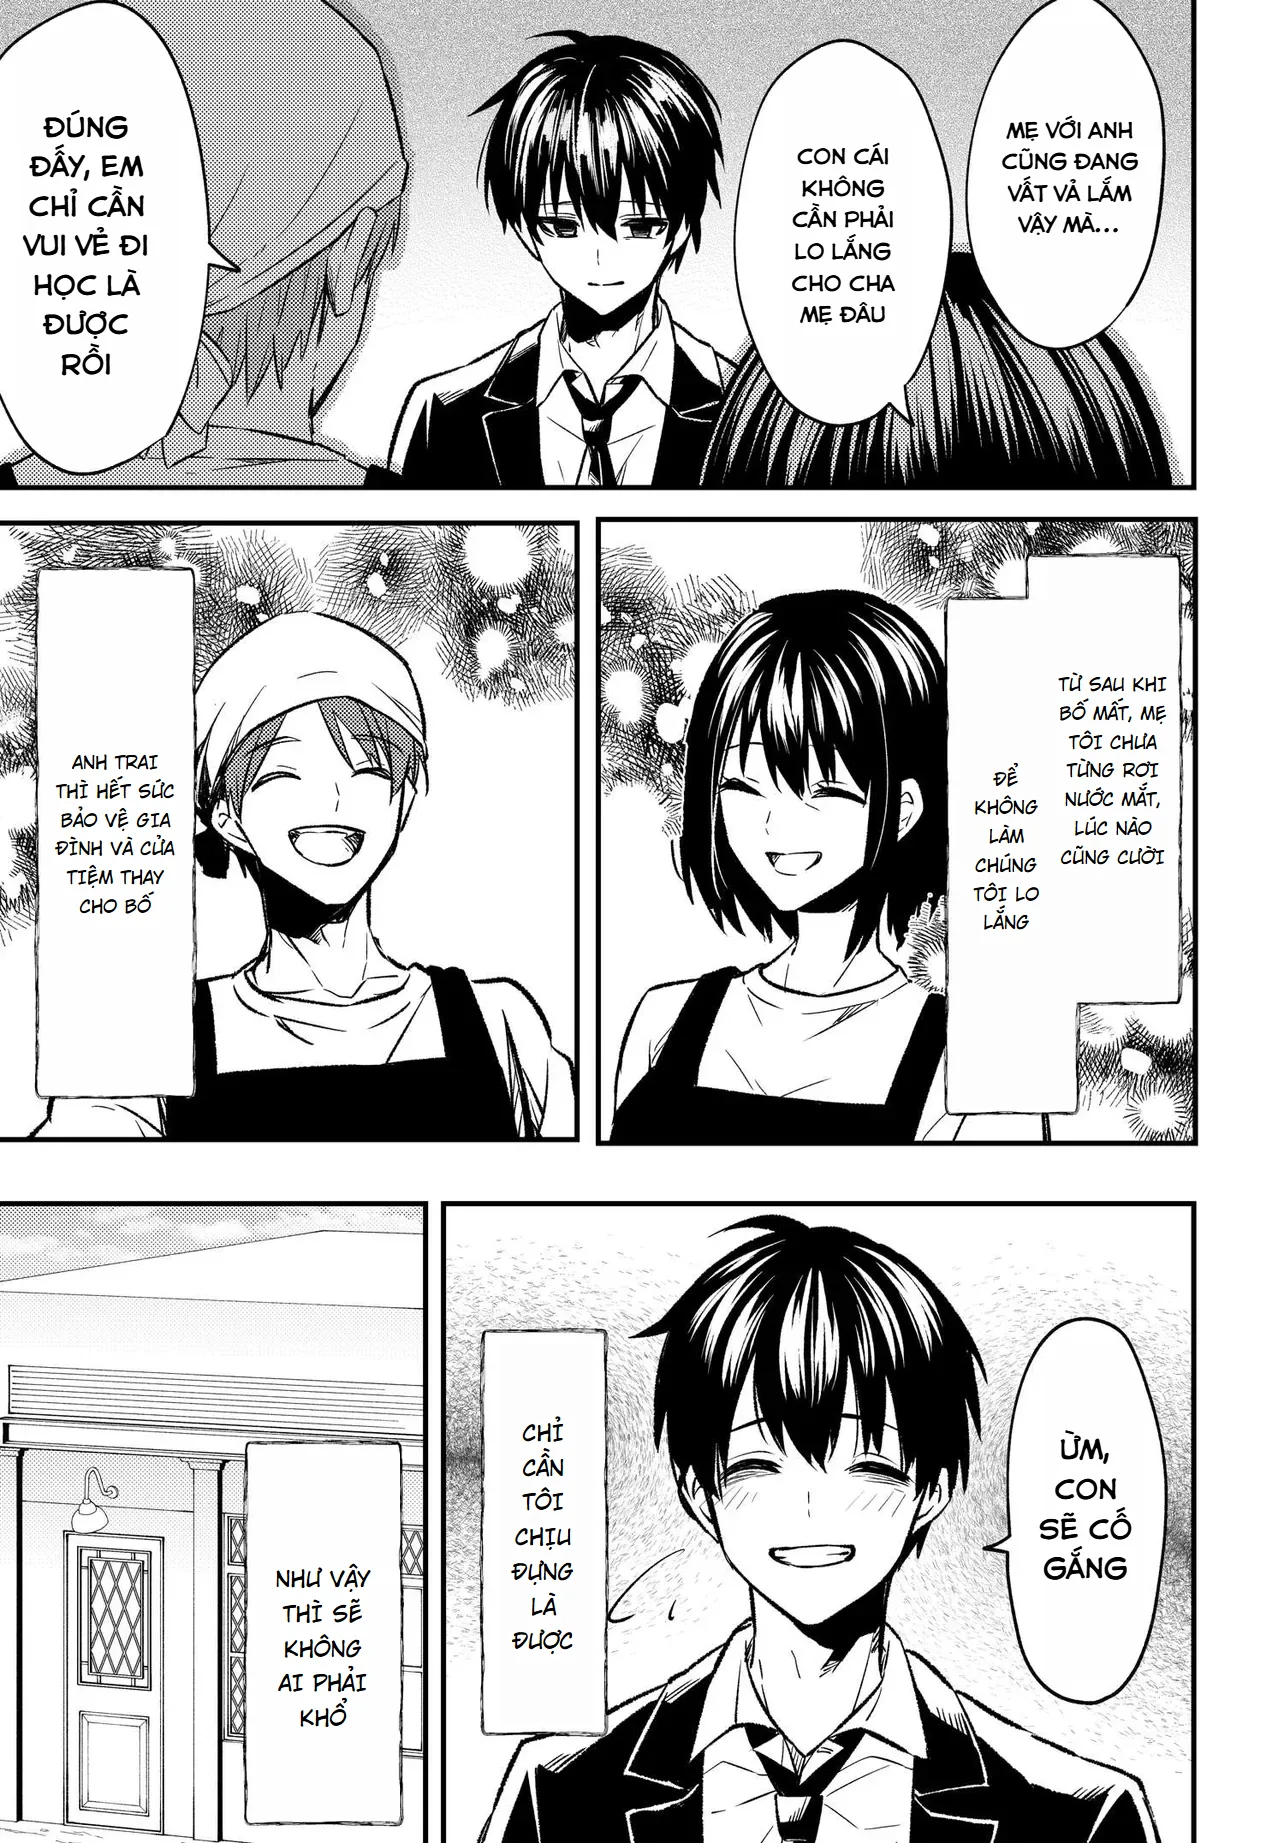 MẸ VỚI ANH
CŨNG ĐANG
VẤT VẢ LẮM
VẬY MÀ...
CON CÁI
KHÔNG
CẦN PHẢI
LO LẮNG
CHO CHA
MẸ ĐÂU
ĐÚNG
ĐẤY, EM
CHỈ CẦN
VUI VẺ ĐI
HỌC LÀ
ĐƯỢC
RỒI
TỪ SAU KHI
BỐ MẤT, MẸ
TÔI CHƯA
TỪNG RƠI
NƯỚC MẮT,
LÚC NÀO
CŨNG CƯỜI
ĐỂ
KHÔNG
LÀM
CHÚNG
TÔI LO
LẮNG
ANH TRAI
THÌ HẾT SỨC
BẢO VỆ GIA
ĐÌNH VÀ CỬA
TIỆM THAY
CHO BỐ
ỪM,
CON
SẼ CỐ
GẮNG
CHỈ
CẦN
TÔI
CHỊU
ĐỰNG
LÀ
ĐƯỢC
NHƯ VẬY
THÌ SẼ
KHÔNG
AI PHẢI
KHỔ